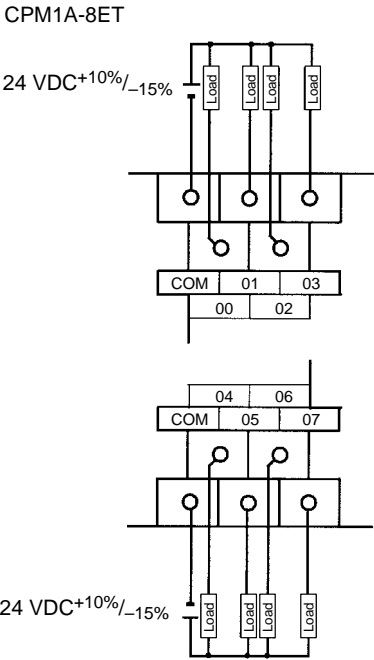 CPM1A-8ET
24 VDC+10%/–15%
Load Load Load Load
COM 01 03
00 02
04 06
COM 05 07
24 VDC+10%/–15%
Load Load Load Load